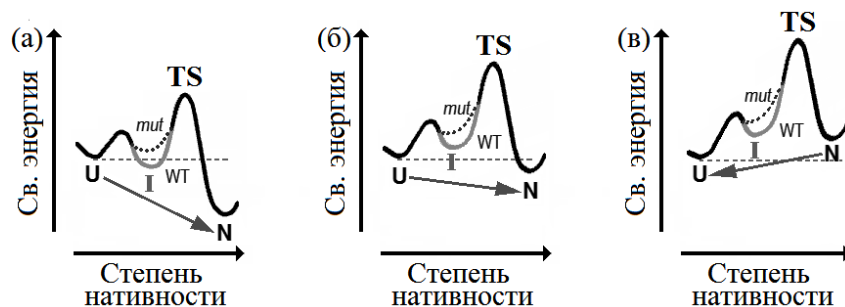 (а)
Св. энергия
TS
mut
WT
I
U
N
Степень
нативности
(б)
Св. энергия
TS
mut
WT
I
U
N
Степень
нативности
(в)
Св. энергия
TS
mut
WT
I
U
N
Степень
нативности